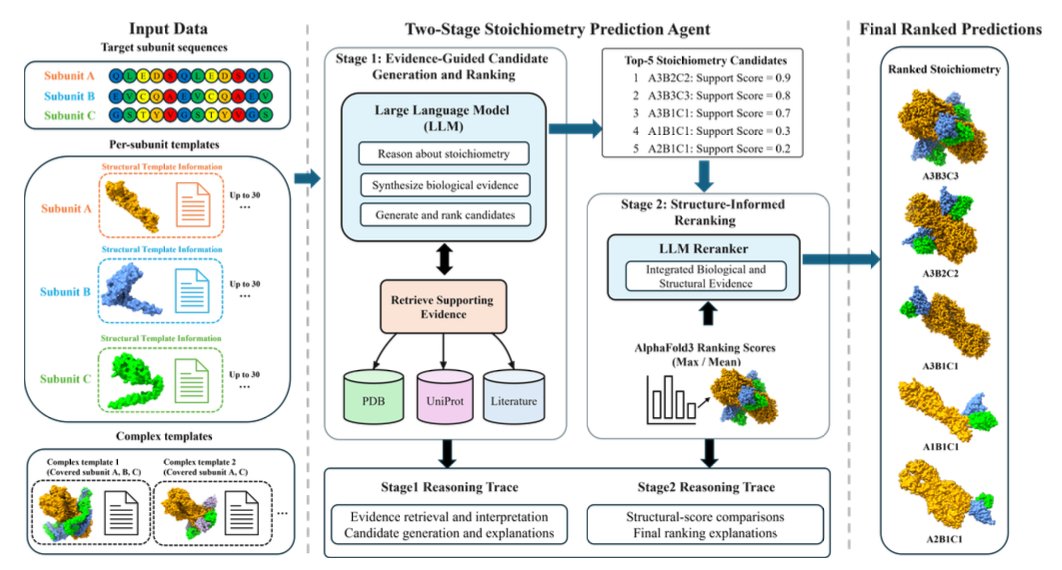 Input Data
Target subunit sequences
Subunit A
Q L E D S Q L E D S Q L
Subunit B
E V C Q A E V C Q A E V
Subunit C
G S T Y V G S T Y V G S
Per-subunit templates
Structural Template Information
Subunit A
Up to 30
...
Structural Template Information
Subunit B
Up to 30
...
Structural Template Information
Subunit C
Up to 30
...
Complex templates
Complex template 1
(Covered subunit A, B, C)
Complex template 2
(Covered subunit A, C)
...
Two-Stage Stoichiometry Prediction Agent
Stage 1: Evidence-Guided Candidate
Generation and Ranking
Large Language Model
(LLM)
Reason about stoichiometry
Synthesize biological evidence
Generate and rank candidates
Retrieve Supporting
Evidence
PDB
UniProt
Literature
Top-5 Stoichiometry Candidates
1 A3B2C2: Support Score = 0.9
2 A3B3C3: Support Score = 0.8
3 A3B1C1: Support Score = 0.7
4 A1B1C1: Support Score = 0.3
5 A2B1C1: Support Score = 0.2
Stage 2: Structure-Informed
Reranking
LLM Reranker
Integrated Biological and
Structural Evidence
AlphaFold3 Ranking Scores
(Max / Mean)
Stage1 Reasoning Trace
Evidence retrieval and interpretation
Candidate generation and explanations
Stage2 Reasoning Trace
Structural-score comparisons
Final ranking explanations
Final Ranked Predictions
Ranked Stoichiometry
A3B3C3
A3B2C2
A3B1C1
A1B1C1
A2B1C1